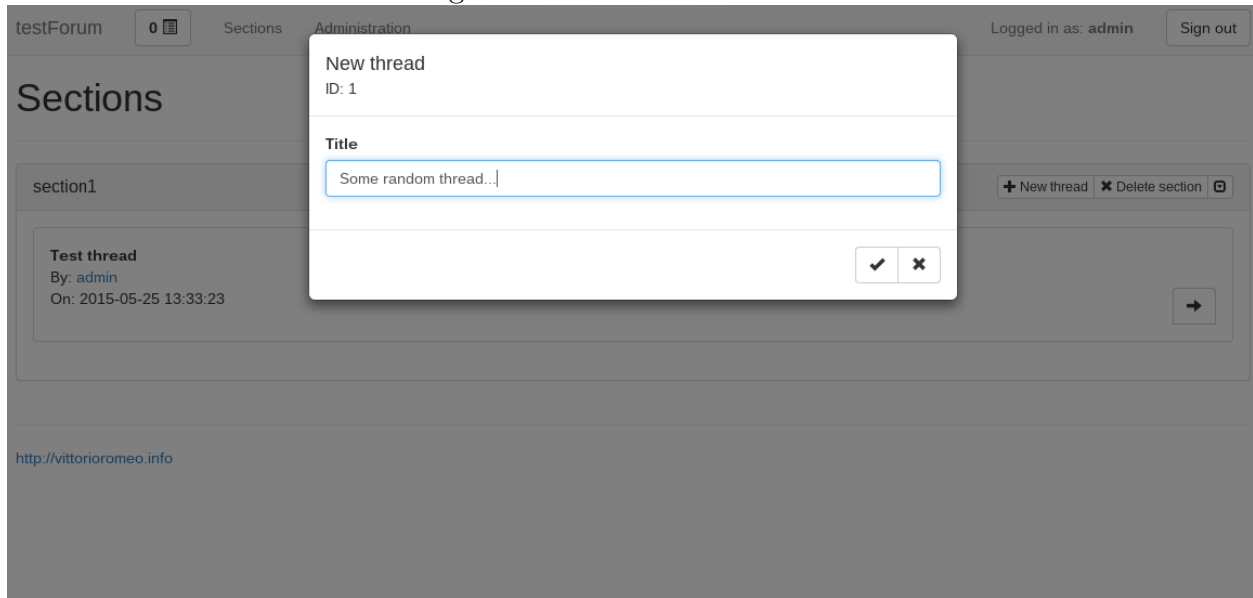 testForum 0 Sections Administration Logged in as: admin Sign out
New thread
ID: 1
Sections
Title
Some random thread...
section1
New thread Delete section
Test thread
By: admin
On: 2015-05-25 13:33:23
http://vittorioromeo.info